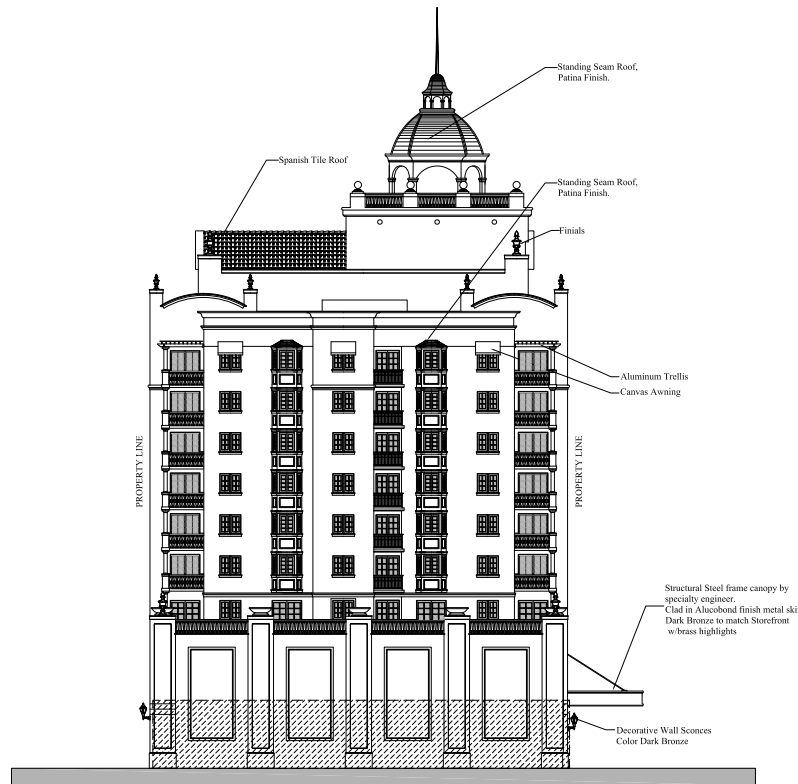 Standing Seam Roof,
Patina Finish.
Spanish Tile Roof
Standing Seam Roof,
Patina Finish.
Finials
Aluminum Trellis
Canvas Awning
PROPERTY LINE
PROPERTY LINE
Structural Steel frame canopy by
specialty engineer.
Clad in Alucobond finish metal ski
Dark Bronze to match Storefront
w/brass highlights
Decorative Wall Sconces
Color Dark Bronze